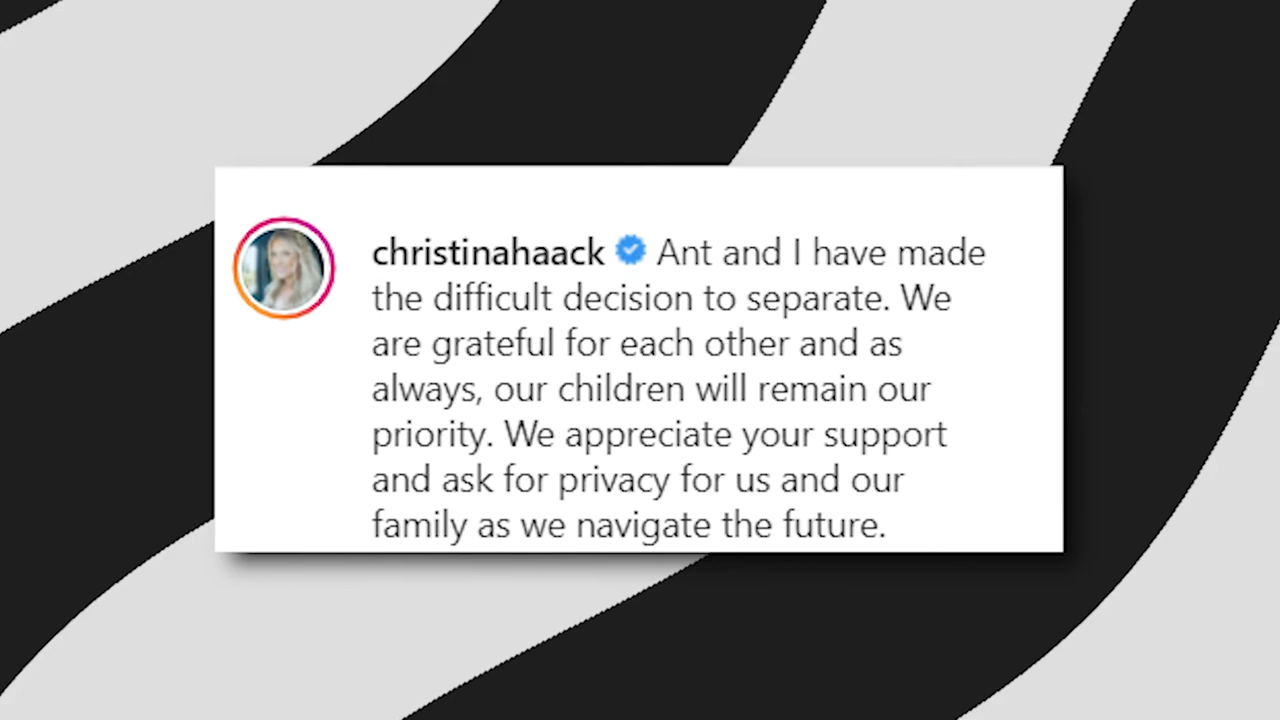 christinahaack Ant and I have made
the difficult decision to separate. We
are grateful for each other and as
always, our children will remain our
priority. We appreciate your support
and ask for privacy for us and our
family as we navigate the future.